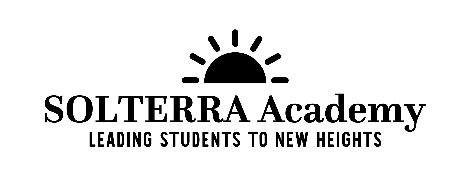 SOLTERRA Academy
LEADING STUDENTS TO NEW HEIGHTS